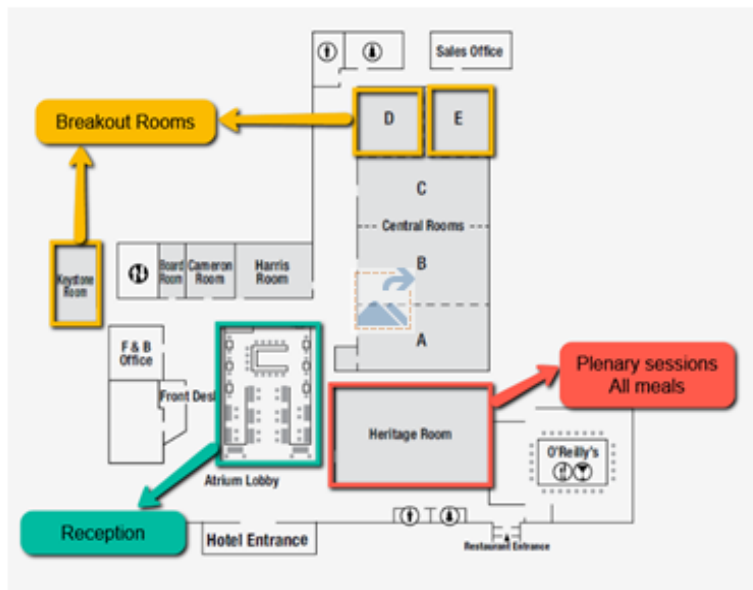 Sales Office
Breakout Rooms
D
E
C
Central Rooms
B
A
Keystone
Room
Board
Room
Cameron
Room
Harris
Room
F & B
Office
Front Des
Plenary sessions
All meals
Heritage Room
O'Reilly's
Atrium Lobby
Reception
Hotel Entrance
Restaurant Entrance